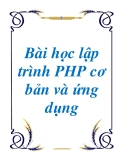 Bài học lập
trình PHP cơ
bản và ứng
dụng